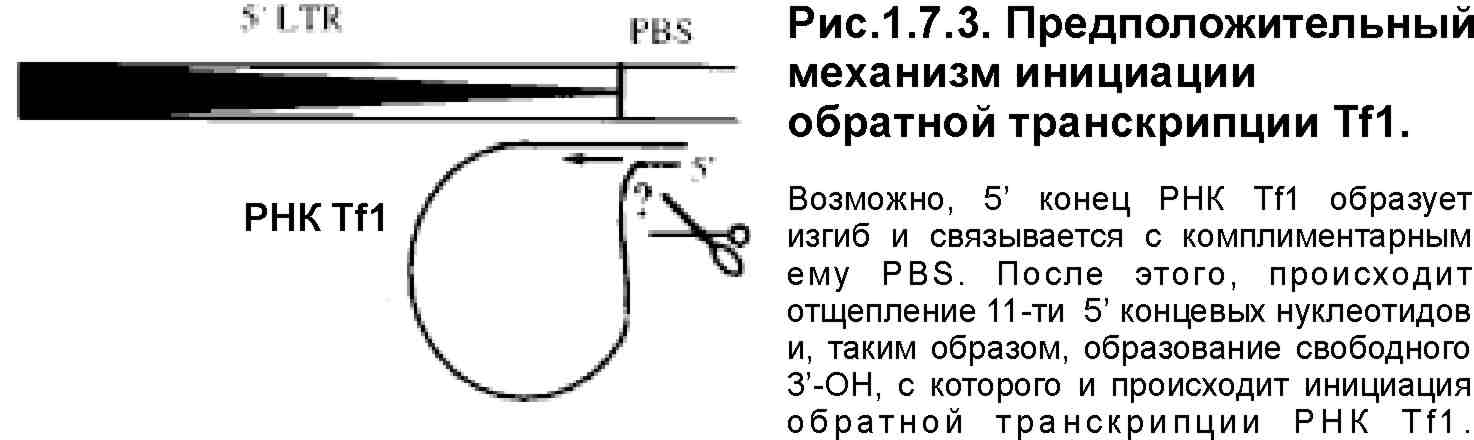 5' LTR
PBS
5'
?
РНК Tf1
Рис.1.7.3. Предположительный
механизм инициации
обратной транскрипции Tf1.
Возможно, 5’ конец РНК Tf1 образует
изгиб и связывается с комплиментарным
ему PBS. После этого, происходит
отщепление 11-ти 5’ концевых нуклеотидов
и, таким образом, образование свободного
3’-ОН, с которого и происходит инициация
обратной транскрипции РНК Tf1.